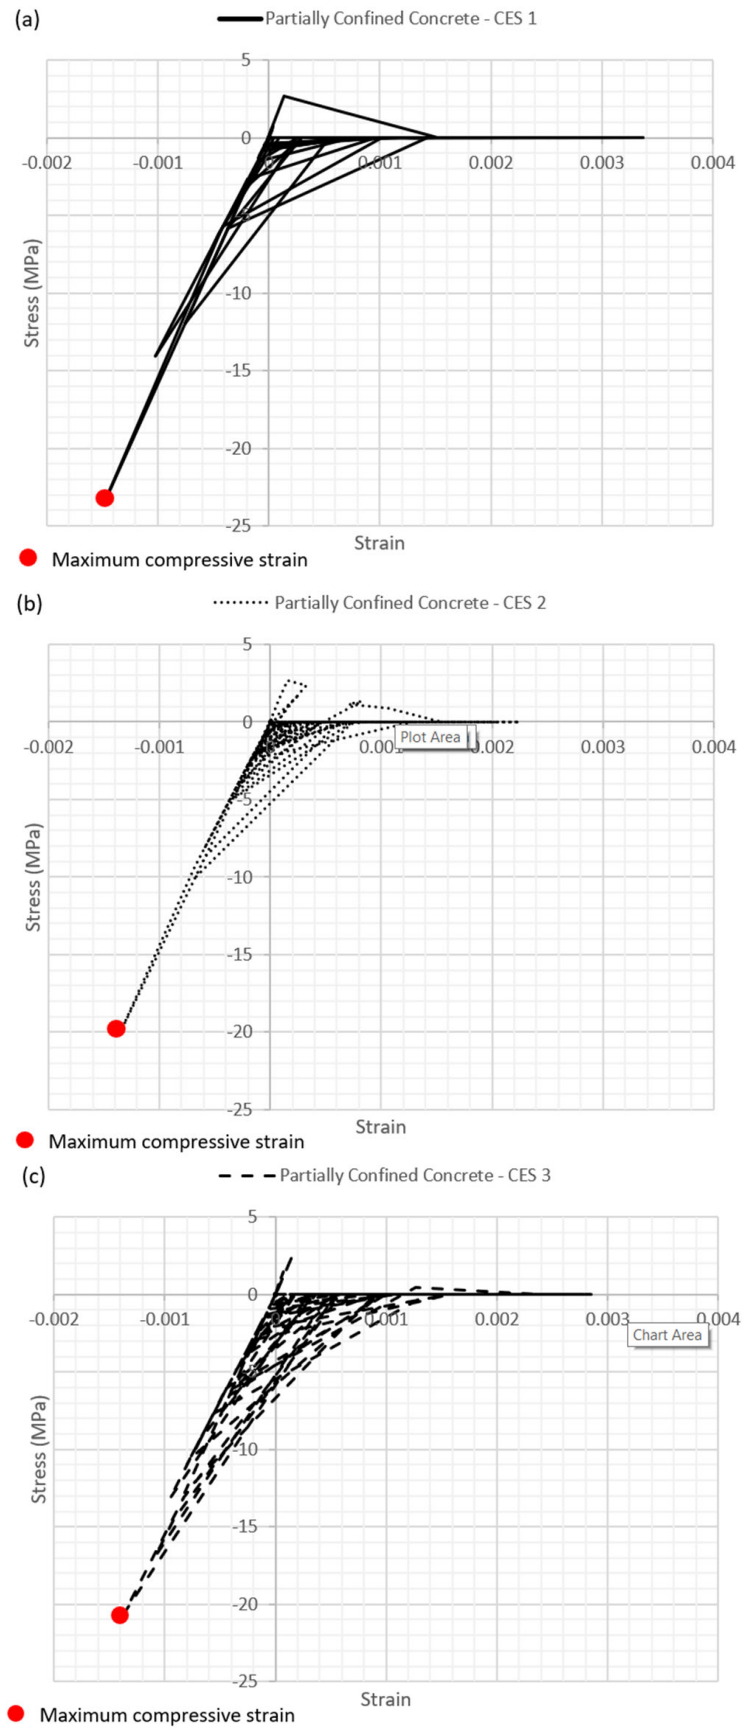 (a)
Partially Confined Concrete - CES 1
5
0
-0.002 -0.001 0 0.001 0.002 0.003 0.004
-5
-10
-15
-20
-25
Stress (MPa)
Strain
Maximum compressive strain
(b)
Partially Confined Concrete - CES 2
5
0
-0.002 -0.001 0.001 0.002 0.003 0.004
Plot Area
-5
-10
-15
-20
-25
Stress (MPa)
Strain
Maximum compressive strain
(c)
Partially Confined Concrete - CES 3
5
0
-0.002 -0.001 0.001 0.002 0.003 0.004
Chart Area
-10
-15
-20
-25
Stress (MPa)
Strain
Maximum compressive strain